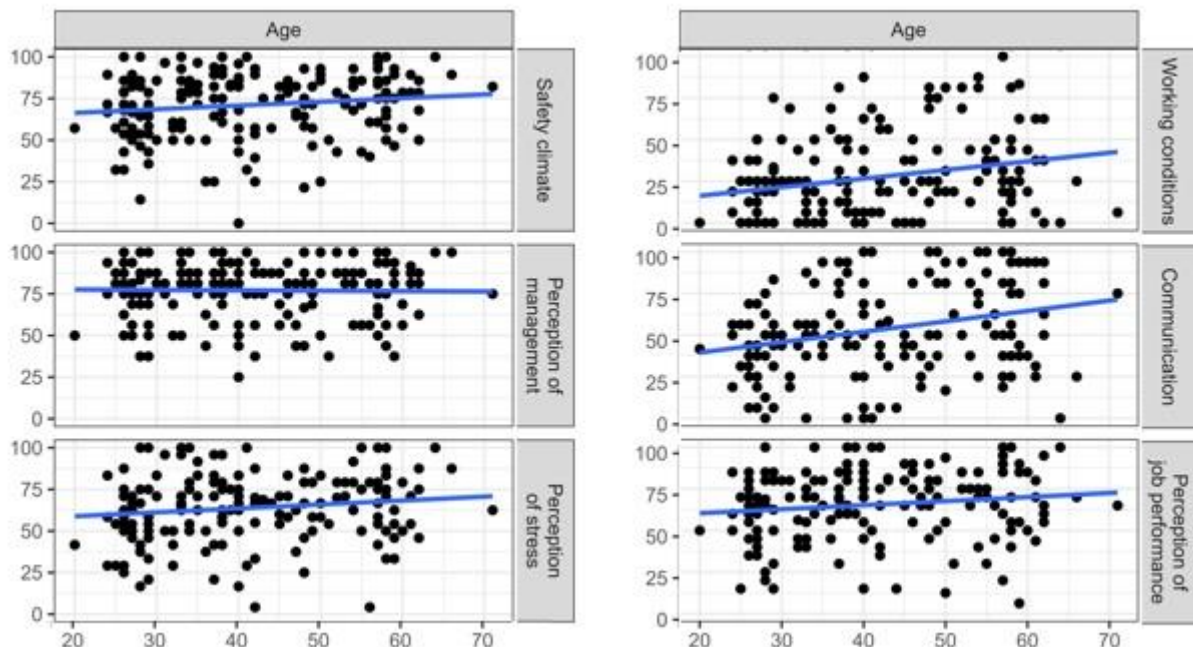 Age
100
75
50
25
0
Safety climate
100
75
50
25
0
Perception of
management
100
75
50
25
0
Perception
of stress
20 30 40 50 60 70
Age
100
75
50
25
0
Working conditions
100
75
50
25
0
Communication
100
75
50
25
0
Perception of
job performance
20 30 40 50 60 70